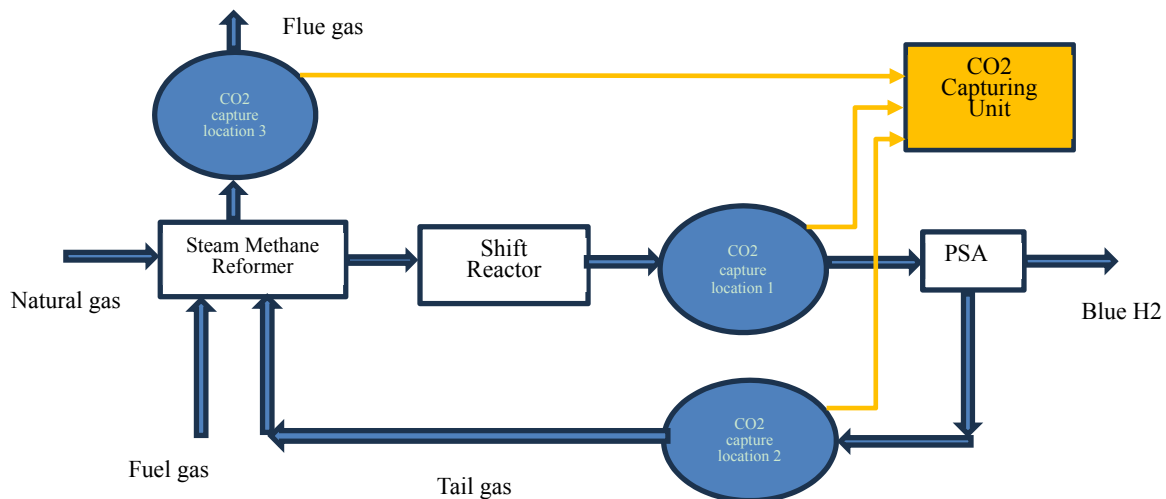 Flue gas
CO2
capture
location 3
CO2
Capturing
Unit
Steam Methane
Reformer
Shift
Reactor
CO2
capture
location 1
PSA
Natural gas
Blue H2
CO2
capture
location 2
Fuel gas
Tail gas